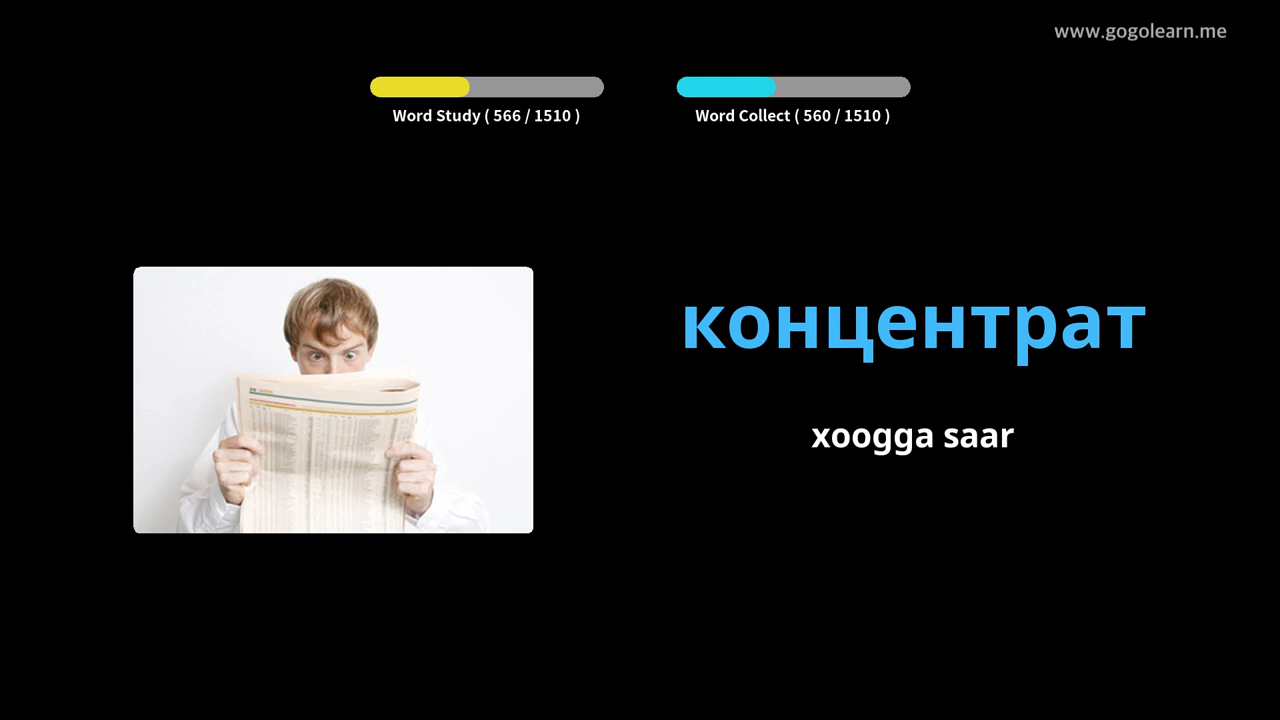 www.gogolearn.me
Word Study ( 566 / 1510 )
Word Collect ( 560 / 1510 )
концентрат
xoogga saar